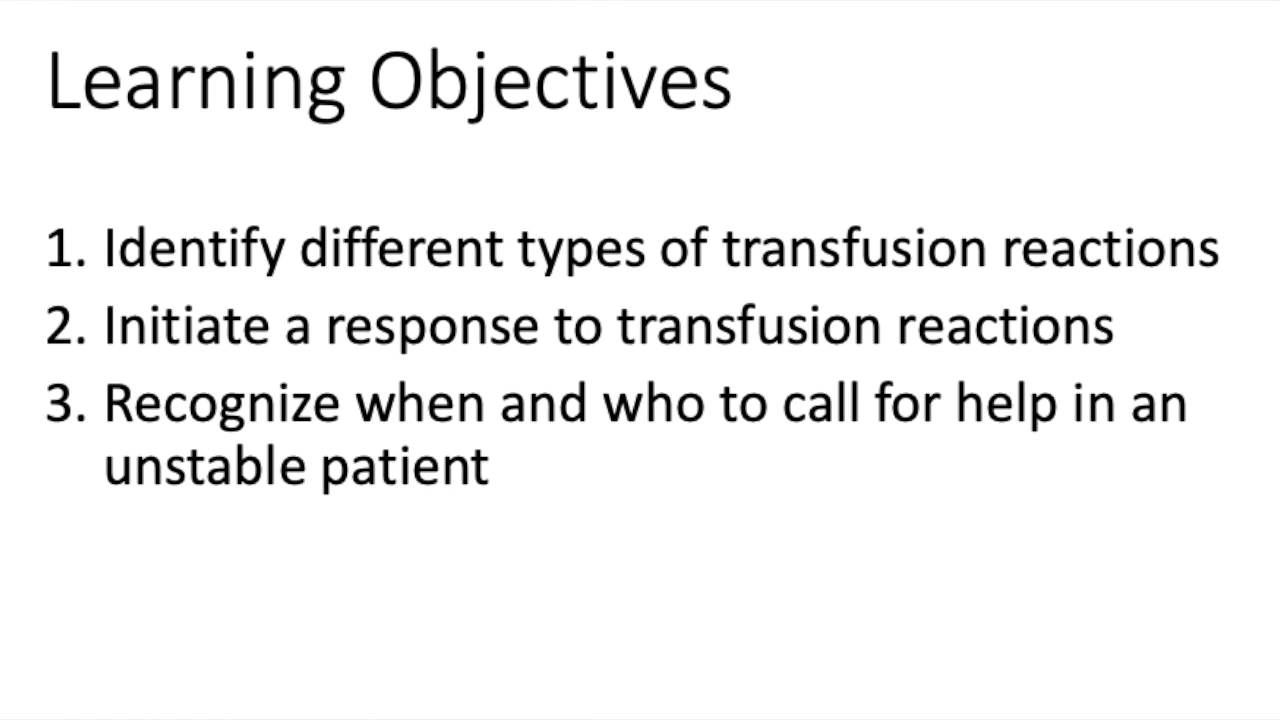 Learning Objectives
1. Identify different types of transfusion reactions
2. Initiate a response to transfusion reactions
3. Recognize when and who to call for help in an
unstable patient